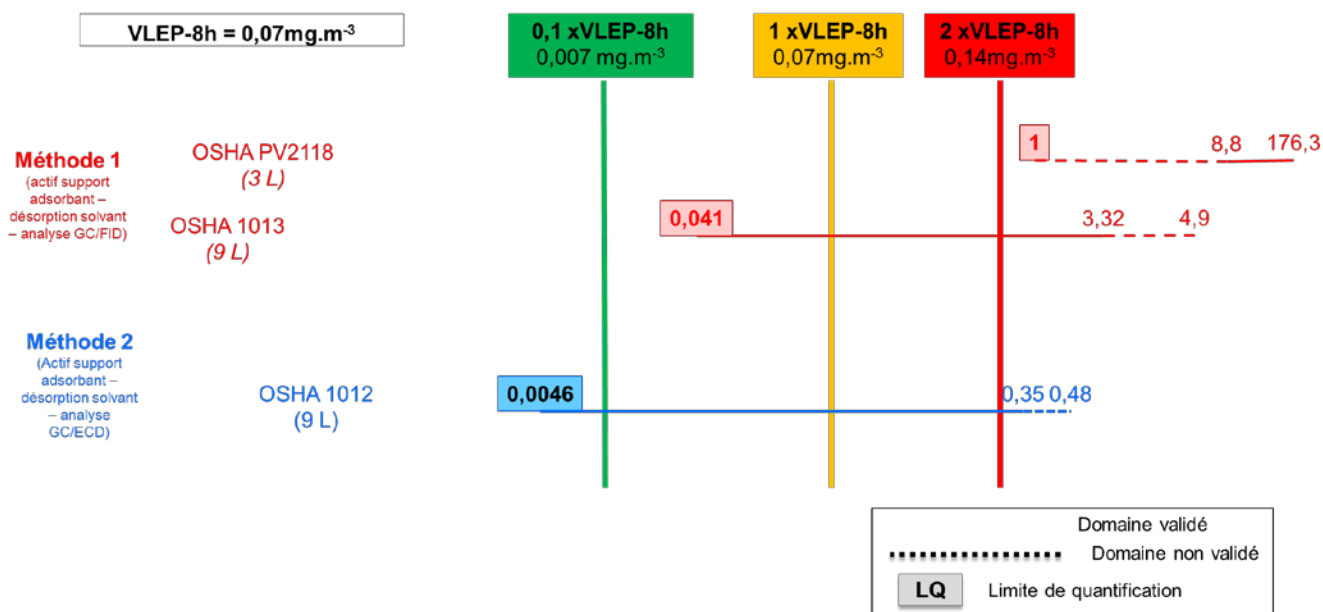 VLEP-8h = 0,07mg.m⁻³
0,1 xVLEP-8h
0,007 mg.m⁻³
1 xVLEP-8h
0,07mg.m⁻³
2 xVLEP-8h
0,14mg.m⁻³
Méthode 1
(actif support
adsorbant –
désorption solvant
– analyse GC/FID)
OSHA PV2118
(3 L)
1
8,8
176,3
OSHA 1013
(9 L)
0,041
3,32
4,9
Méthode 2
(Actif support
adsorbant –
désorption solvant
– analyse
GC/ECD)
OSHA 1012
(9 L)
0,0046
0,35
0,48
Domaine validé
Domaine non validé
LQ
Limite de quantification